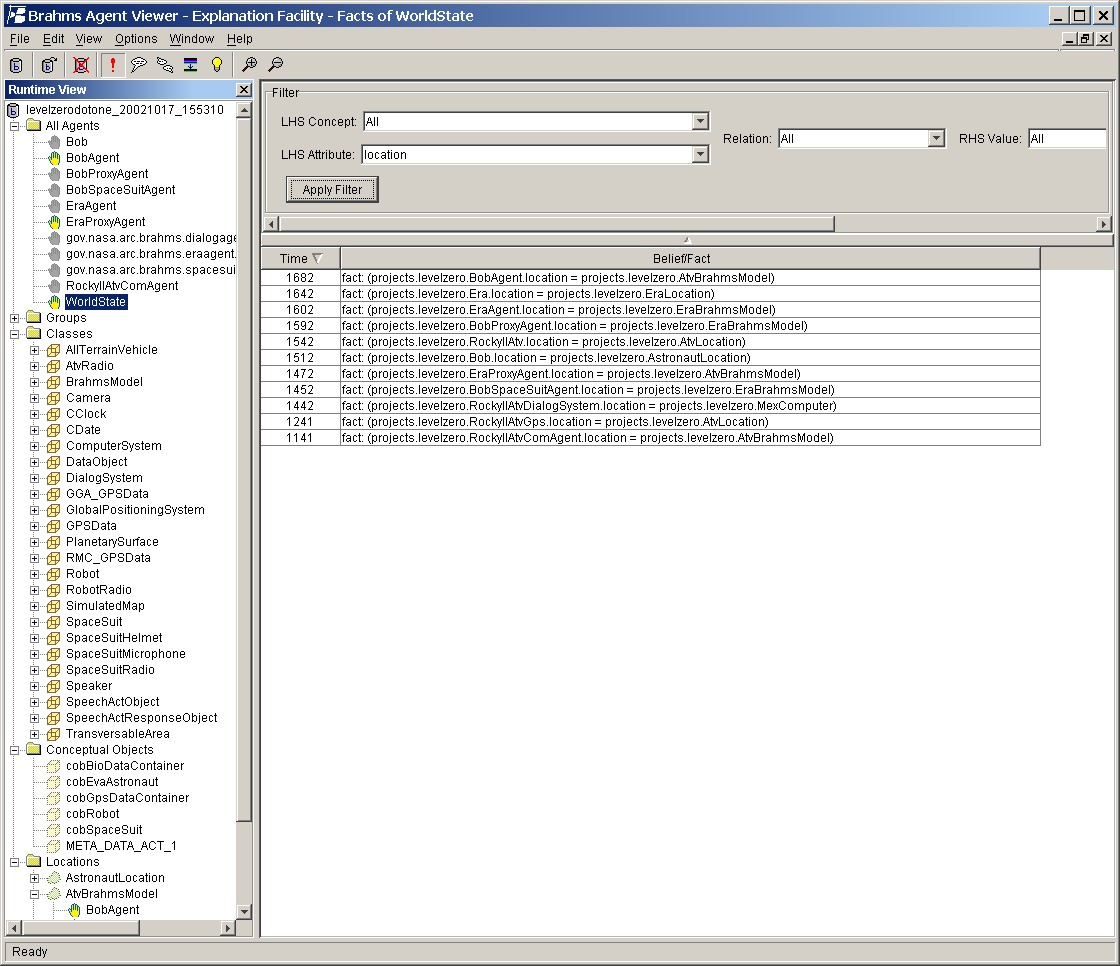 Brahms Agent Viewer - Explanation Facility - Facts of WorldState
File Edit View Options Window Help
Runtime View
levelzerodotone_20021017_155310
All Agents
Bob
BobAgent
BobProxyAgent
BobSpaceSuitAgent
EraAgent
EraProxyAgent
gov.nasa.arc.brahms.dialogage
gov.nasa.arc.brahms.eraagent.
gov.nasa.arc.brahms.spacesui
RockyIIAtvComAgent
WorldState
Groups
Classes
AllTerrainVehicle
AtvRadio
BrahmsModel
Camera
CClock
CDate
ComputerSystem
DataObject
DialogSystem
GGA_GPSData
GlobalPositioningSystem
GPSData
PlanetarySurface
RMC_GPSData
Robot
RobotRadio
SimulatedMap
SpaceSuit
SpaceSuitHelmet
SpaceSuitMicrophone
SpaceSuitRadio
Speaker
SpeechActObject
SpeechActResponseObject
TransversableArea
Conceptual Objects
cobBioDataContainer
cobEvaAstronaut
cobGpsDataContainer
cobRobot
cobSpaceSuit
META_DATA_ACT_1
Locations
AstronautLocation
AtvBrahmsModel
BobAgent
Filter
LHS Concept: All
Relation: All RHS Value: All
LHS Attribute: location
Apply Filter
Time Belief/Fact
1682 fact: (projects.levelzero.BobAgent.location = projects.levelzero.AtvBrahmsModel)
1642 fact: (projects.levelzero.Era.location = projects.levelzero.EraLocation)
1602 fact: (projects.levelzero.EraAgent.location = projects.levelzero.EraBrahmsModel)
1592 fact: (projects.levelzero.BobProxyAgent.location = projects.levelzero.EraBrahmsModel)
1542 fact: (projects.levelzero.RockyIIAtv.location = projects.levelzero.AtvLocation)
1512 fact: (projects.levelzero.Bob.location = projects.levelzero.AstronautLocation)
1472 fact: (projects.levelzero.EraProxyAgent.location = projects.levelzero.AtvBrahmsModel)
1452 fact: (projects.levelzero.BobSpaceSuitAgent.location = projects.levelzero.EraBrahmsModel)
1442 fact: (projects.levelzero.RockyIIAtvDialogSystem.location = projects.levelzero.MexComputer)
1241 fact: (projects.levelzero.RockyIIAtvGps.location = projects.levelzero.AtvLocation)
1141 fact: (projects.levelzero.RockyIIAtvComAgent.location = projects.levelzero.AtvBrahmsModel)
Ready